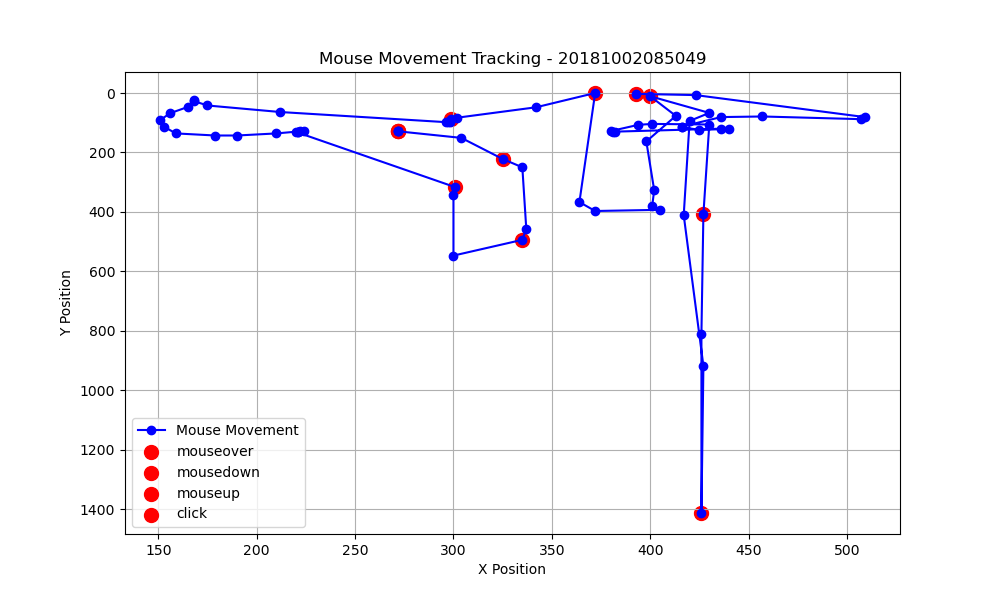 Mouse Movement Tracking - 20181002085049
0
200
400
600
800
1000
1200
1400
Y Position
Mouse Movement
mouseover
mousedown
mouseup
click
150 200 250 300 350 400 450 500
X Position